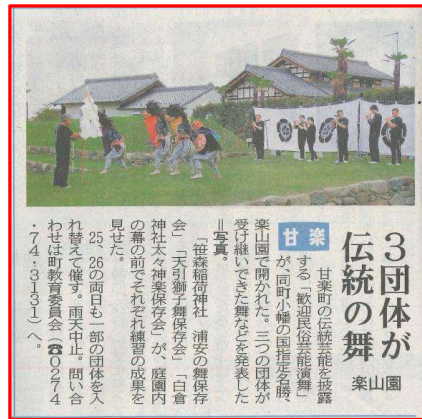 3団体が
伝統の舞
楽山園
甘楽
甘楽町の伝統芸能を披露
する「歓迎民俗芸能演舞」
が、同町小幡の国指定名勝、
楽山園で開かれた。三つの団体が
受け継いできた舞などを発表した
＝写真。
「笹森稲荷神社 浦安の舞保存
会」「天引獅子舞保存会」「白倉
神社太々神楽保存会」が、庭園内
の幕の前でそれぞれ練習の成果を
見せた。
25、26の両日も一部の団体を入
れ替えて催す。雨天中止。問い合
わせは町教育委員会（☎0274
・74・3131）へ。